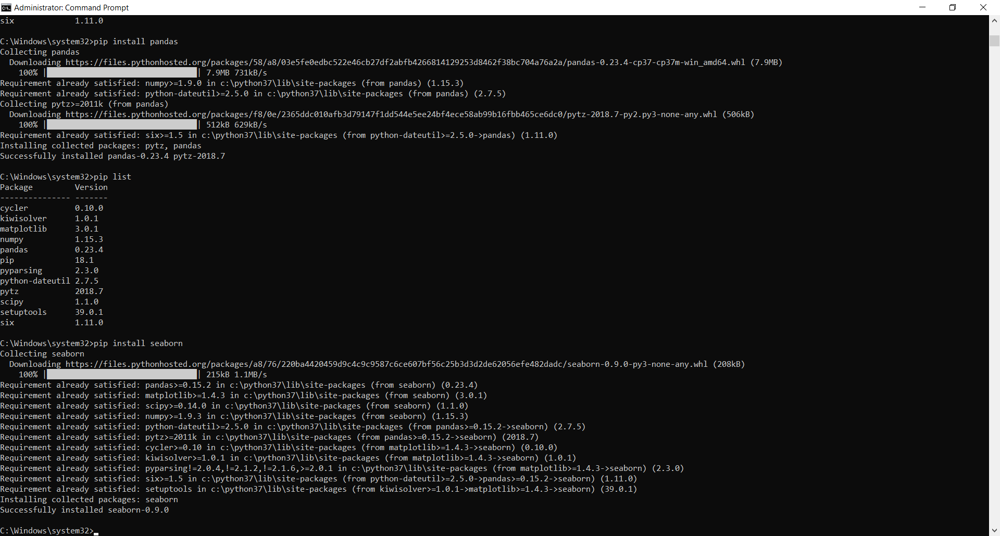 Administrator: Command Prompt
six             1.11.0
C:\Windows\system32>pip install pandas
Collecting pandas
  Downloading https://files.pythonhosted.org/packages/58/a8/03e5fe0edbc522e46cb27df2abfb4266814129253d8462f38bc704a76a2a/pandas-0.23.4-cp37-cp37m-win_amd64.whl (7.9MB)
    100% |                                | 7.9MB 731kB/s
Requirement already satisfied: numpy>=1.9.0 in c:\python37\lib\site-packages (from pandas) (1.15.3)
Requirement already satisfied: python-dateutil>=2.5.0 in c:\python37\lib\site-packages (from pandas) (2.7.5)
Collecting pytz>=2011k (from pandas)
  Downloading https://files.pythonhosted.org/packages/f8/0e/2365ddc010afb3d79147f1dd544e5ee24bf4ece58ab99b16fbb465ce6dc0/pytz-2018.7-py2.py3-none-any.whl (506kB)
    100% |                                | 512kB 629kB/s
Requirement already satisfied: six>=1.5 in c:\python37\lib\site-packages (from python-dateutil>=2.5.0->pandas) (1.11.0)
Installing collected packages: pytz, pandas
Successfully installed pandas-0.23.4 pytz-2018.7
C:\Windows\system32>pip list
Package         Version
--------------- -------
cycler          0.10.0
kiwisolver      1.0.1
matplotlib      3.0.1
numpy           1.15.3
pandas          0.23.4
pip             18.1
pyparsing       2.3.0
python-dateutil 2.7.5
pytz            2018.7
scipy           1.1.0
setuptools      39.0.1
six             1.11.0
C:\Windows\system32>pip install seaborn
Collecting seaborn
  Downloading https://files.pythonhosted.org/packages/a8/76/220ba4420459d9c4c9c9587c6ce607bf56c25b3d3d2de62056efe482dadc/seaborn-0.9.0-py3-none-any.whl (208kB)
    100% |                                | 215kB 1.1MB/s
Requirement already satisfied: pandas>=0.15.2 in c:\python37\lib\site-packages (from seaborn) (0.23.4)
Requirement already satisfied: matplotlib>=1.4.3 in c:\python37\lib\site-packages (from seaborn) (3.0.1)
Requirement already satisfied: scipy>=0.14.0 in c:\python37\lib\site-packages (from seaborn) (1.1.0)
Requirement already satisfied: numpy>=1.9.3 in c:\python37\lib\site-packages (from seaborn) (1.15.3)
Requirement already satisfied: python-dateutil>=2.5.0 in c:\python37\lib\site-packages (from pandas>=0.15.2->seaborn) (2.7.5)
Requirement already satisfied: pytz>=2011k in c:\python37\lib\site-packages (from pandas>=0.15.2->seaborn) (2018.7)
Requirement already satisfied: cycler>=0.10 in c:\python37\lib\site-packages (from matplotlib>=1.4.3->seaborn) (0.10.0)
Requirement already satisfied: kiwisolver>=1.0.1 in c:\python37\lib\site-packages (from matplotlib>=1.4.3->seaborn) (1.0.1)
Requirement already satisfied: pyparsing!=2.0.4,!=2.1.2,!=2.1.6,>=2.0.1 in c:\python37\lib\site-packages (from matplotlib>=1.4.3->seaborn) (2.3.0)
Requirement already satisfied: six>=1.5 in c:\python37\lib\site-packages (from python-dateutil>=2.5.0->pandas>=0.15.2->seaborn) (1.11.0)
Requirement already satisfied: setuptools in c:\python37\lib\site-packages (from kiwisolver>=1.0.1->matplotlib>=1.4.3->seaborn) (39.0.1)
Installing collected packages: seaborn
Successfully installed seaborn-0.9.0
C:\Windows\system32>